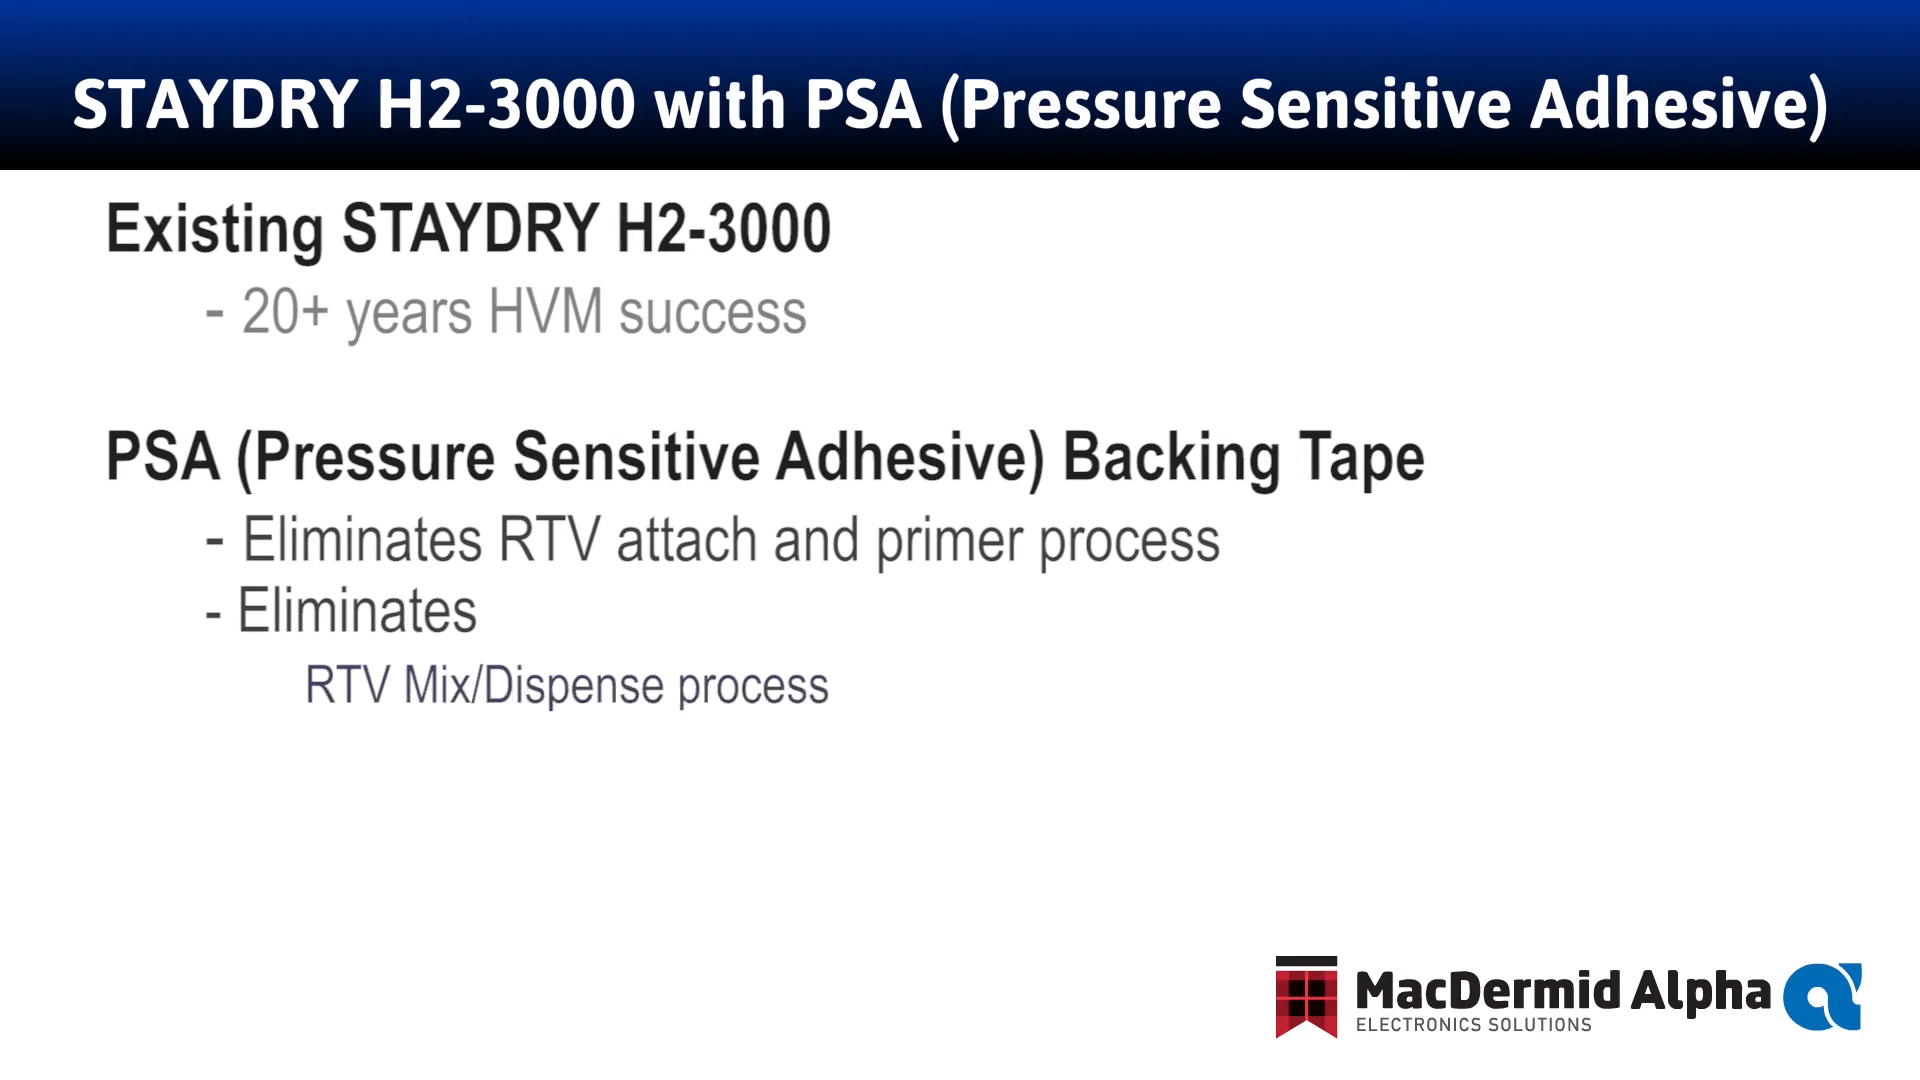 STAYDRY H2-3000 with PSA (Pressure Sensitive Adhesive)
Existing STAYDRY H2-3000
- 20+ years HVM success
PSA (Pressure Sensitive Adhesive) Backing Tape
- Eliminates RTV attach and primer process
- Eliminates
RTV Mix/Dispense process
MacDermid Alpha
ELECTRONICS SOLUTIONS